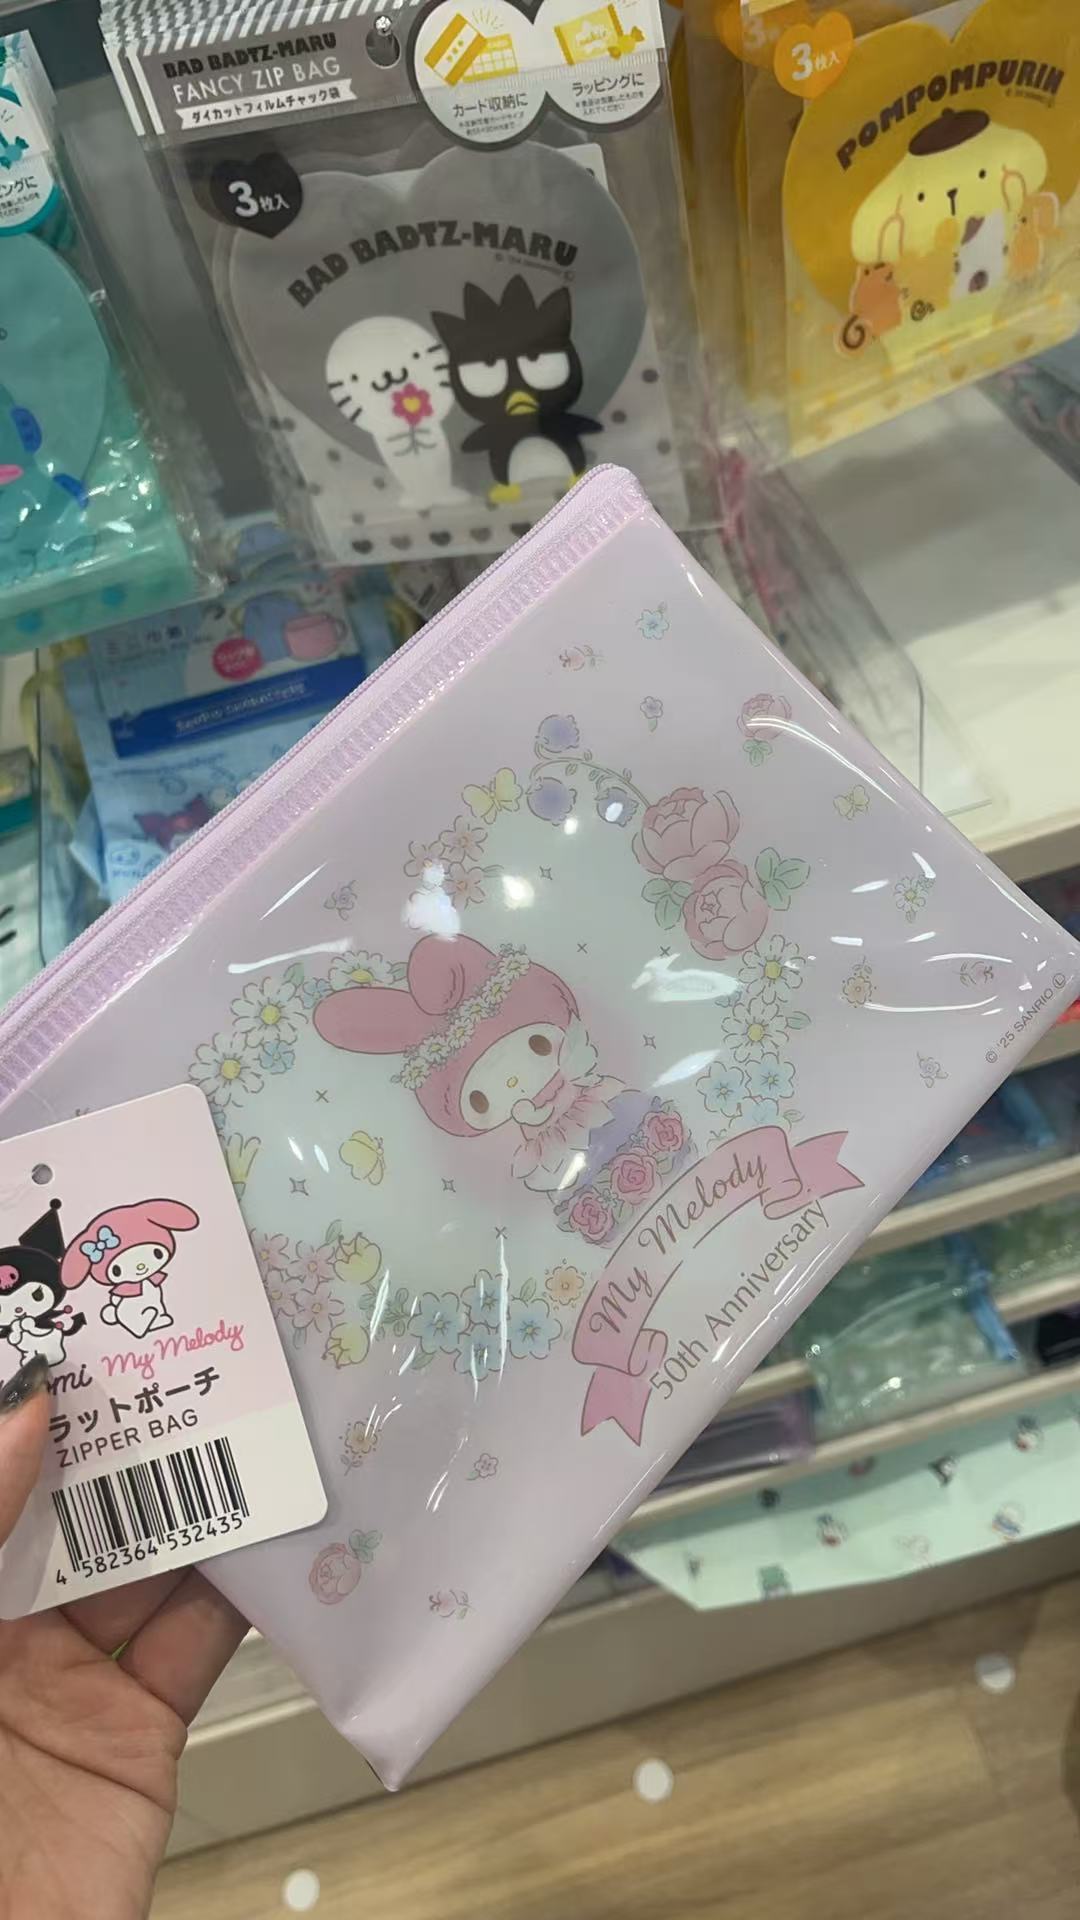 BAD BADTZ-MARU
FANCY ZIP BAG
ダイカットフィルムチャック袋
カード収納に
ラッピングに
3枚入
BAD BADTZ-MARU
3枚入
POMPOMPURIN
My Melody
50th Anniversary
© '25 SANRIO Ⓛ
My Melody
ラットポーチ
ZIPPER BAG
4 582364 532435